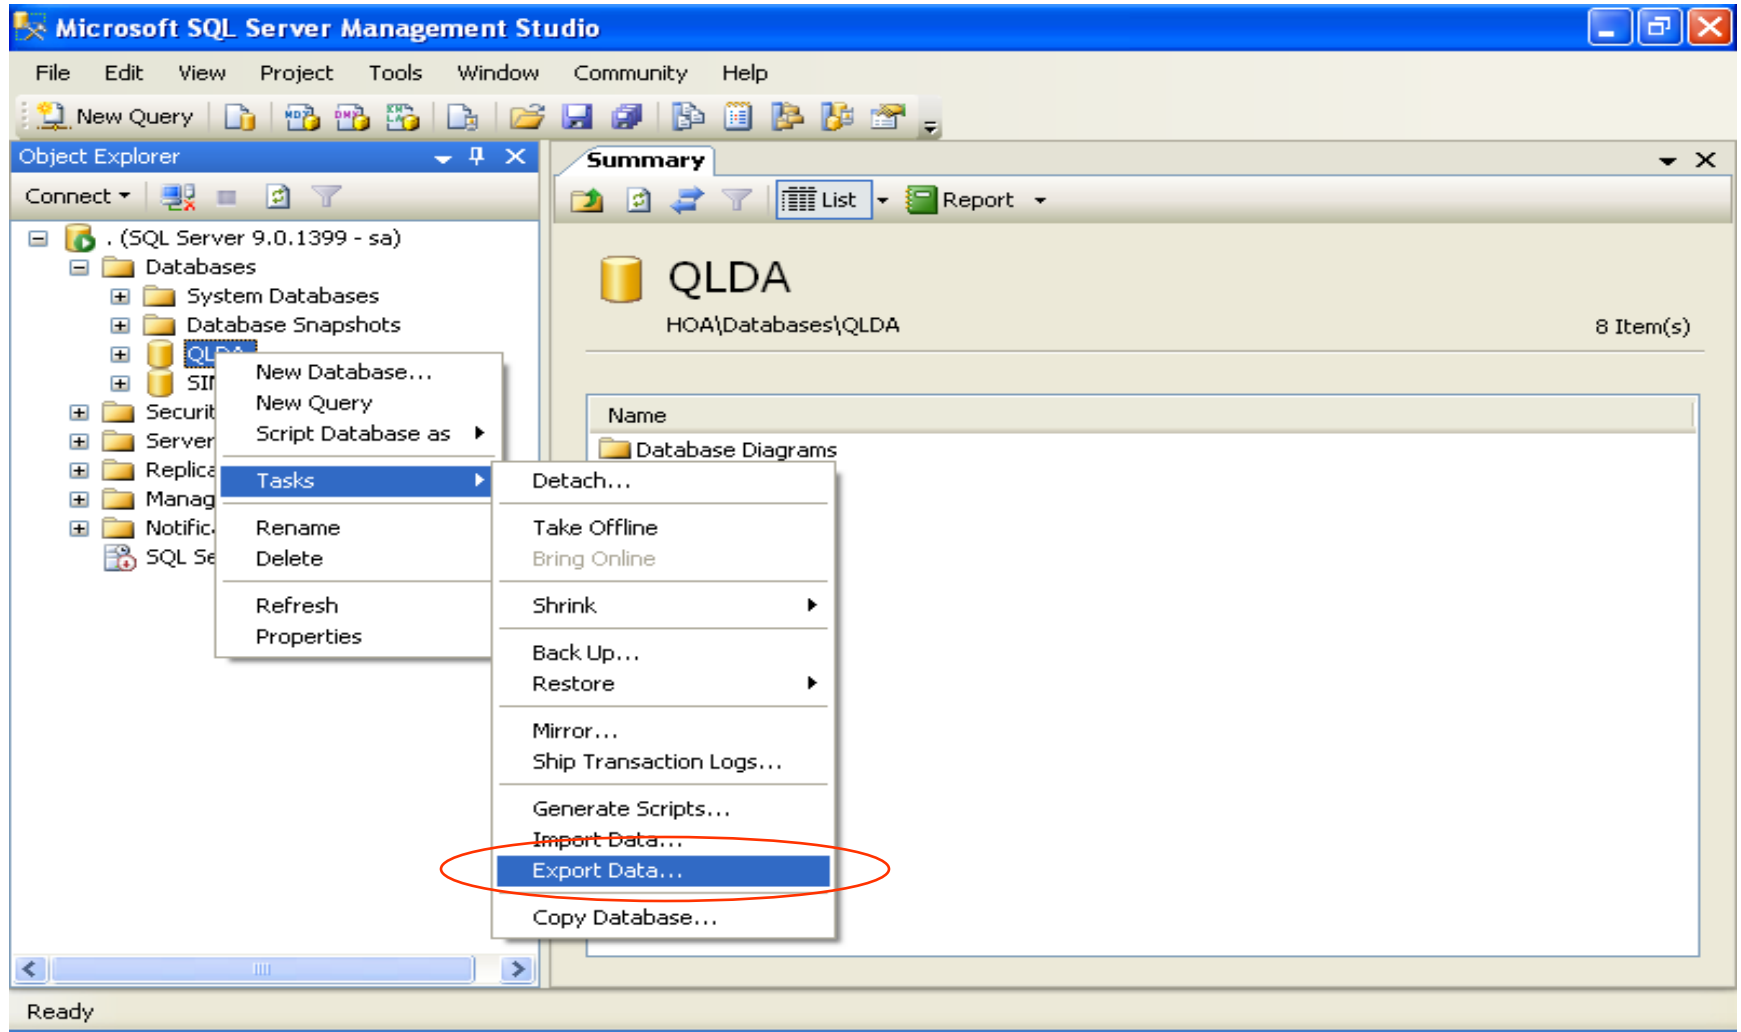 Microsoft SQL Server Management Studio
File Edit View Project Tools Window Community Help
New Query
Object Explorer
Connect
. (SQL Server 9.0.1399 - sa)
Databases
System Databases
Database Snapshots
QLDA
New Database...
New Query
Script Database as
Tasks
Rename
Delete
Refresh
Properties
Detach...
Take Offline
Bring Online
Shrink
Back Up...
Restore
Mirror...
Ship Transaction Logs...
Generate Scripts...
Import Data...
Export Data...
Copy Database...
Summary
List Report
QLDA
HOA\Databases\QLDA
8 Item(s)
Name
Database Diagrams
Ready